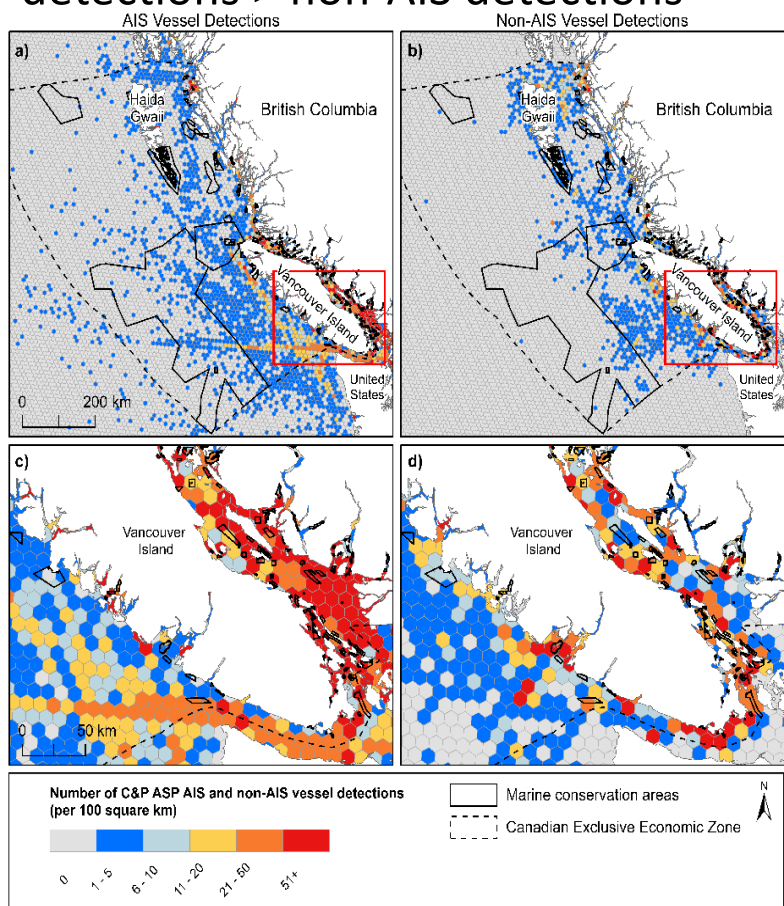 detections > non-AIS detections
AIS Vessel Detections
Non-AIS Vessel Detections
a)
Haida
Gwaii
British Columbia
Vancouver Island
United
States
0 200 km
b)
Haida
Gwaii
British Columbia
Vancouver Island
United
States
c)
Vancouver
Island
0 50 km
d)
Vancouver
Island
Number of C&P ASP AIS and non-AIS vessel detections
(per 100 square km)
0
1 - 5
6 - 10
11 - 20
21 - 50
51+
Marine conservation areas
Canadian Exclusive Economic Zone
N